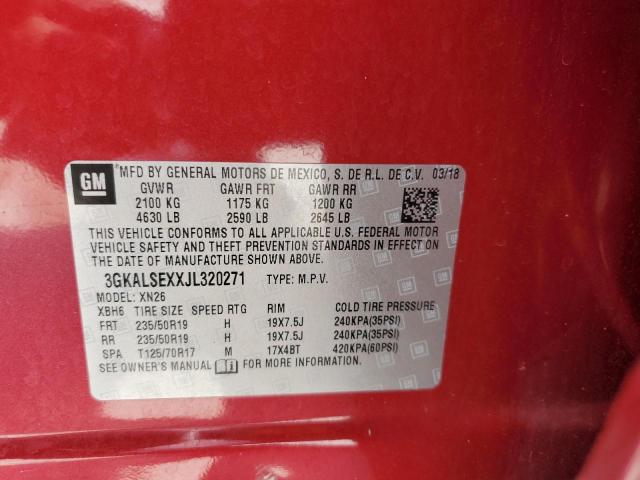 GM
MFD BY GENERAL MOTORS DE MEXICO, S. DE R.L. DE C.V. 03/18
GVWR GAWR FRT GAWR RR
2100 KG 1175 KG 1200 KG
4630 LB 2590 LB 2645 LB
THIS VEHICLE CONFORMS TO ALL APPLICABLE U.S. FEDERAL MOTOR
VEHICLE SAFETY AND THEFT PREVENTION STANDARDS IN EFFECT ON
THE DATE OF MANUFACTURE SHOWN ABOVE.
3GKALSEXXJL320271 TYPE: M.P.V.
MODEL: XN26
XBH6 TIRE SIZE SPEED RTG RIM COLD TIRE PRESSURE
FRT 235/50R19 H 19X7.5J 240KPA(35PSI)
RR 235/50R19 H 19X7.5J 240KPA(35PSI)
SPA T125/70R17 M 17X4BT 420KPA(60PSI)
SEE OWNER'S MANUAL FOR MORE INFORMATION.